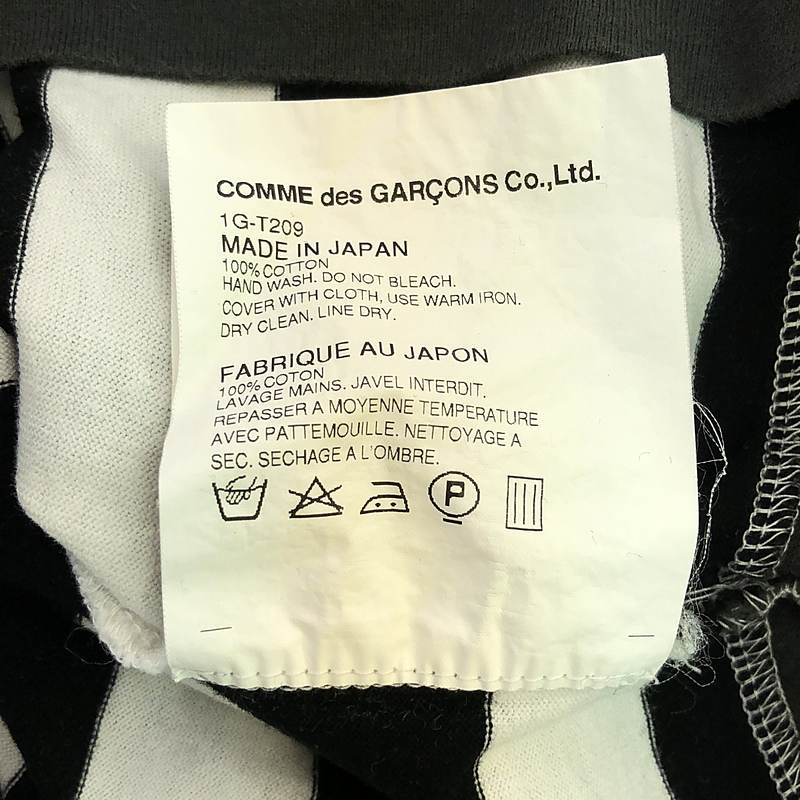 COMME des GARÇONS Co.,Ltd.
1G-T209
MADE IN JAPAN
100% COTTON
HAND WASH. DO NOT BLEACH.
COVER WITH CLOTH, USE WARM IRON.
DRY CLEAN. LINE DRY.
FABRIQUE AU JAPON
100% COTON
LAVAGE MAINS. JAVEL INTERDIT.
REPASSER A MOYENNE TEMPERATURE
AVEC PATTEMOUILLE. NETTOYAGE A
SEC. SECHAGE A L'OMBRE.
P